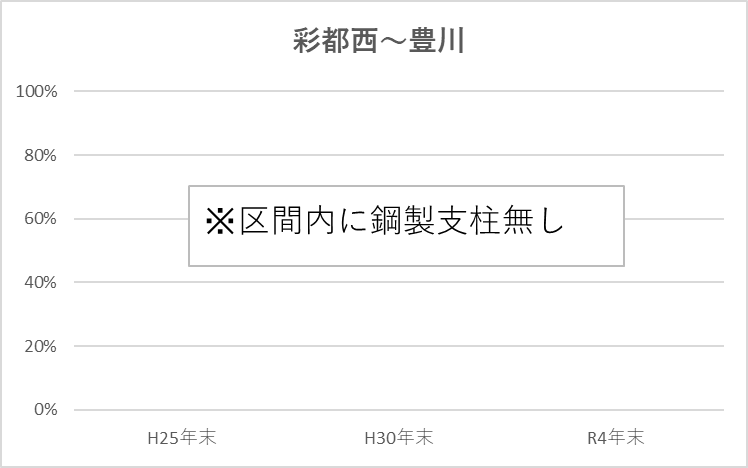 彩都西～豊川
100%
80%
60%
40%
20%
0%
※区間内に鋼製支柱無し
H25年末
H30年末
R4年末